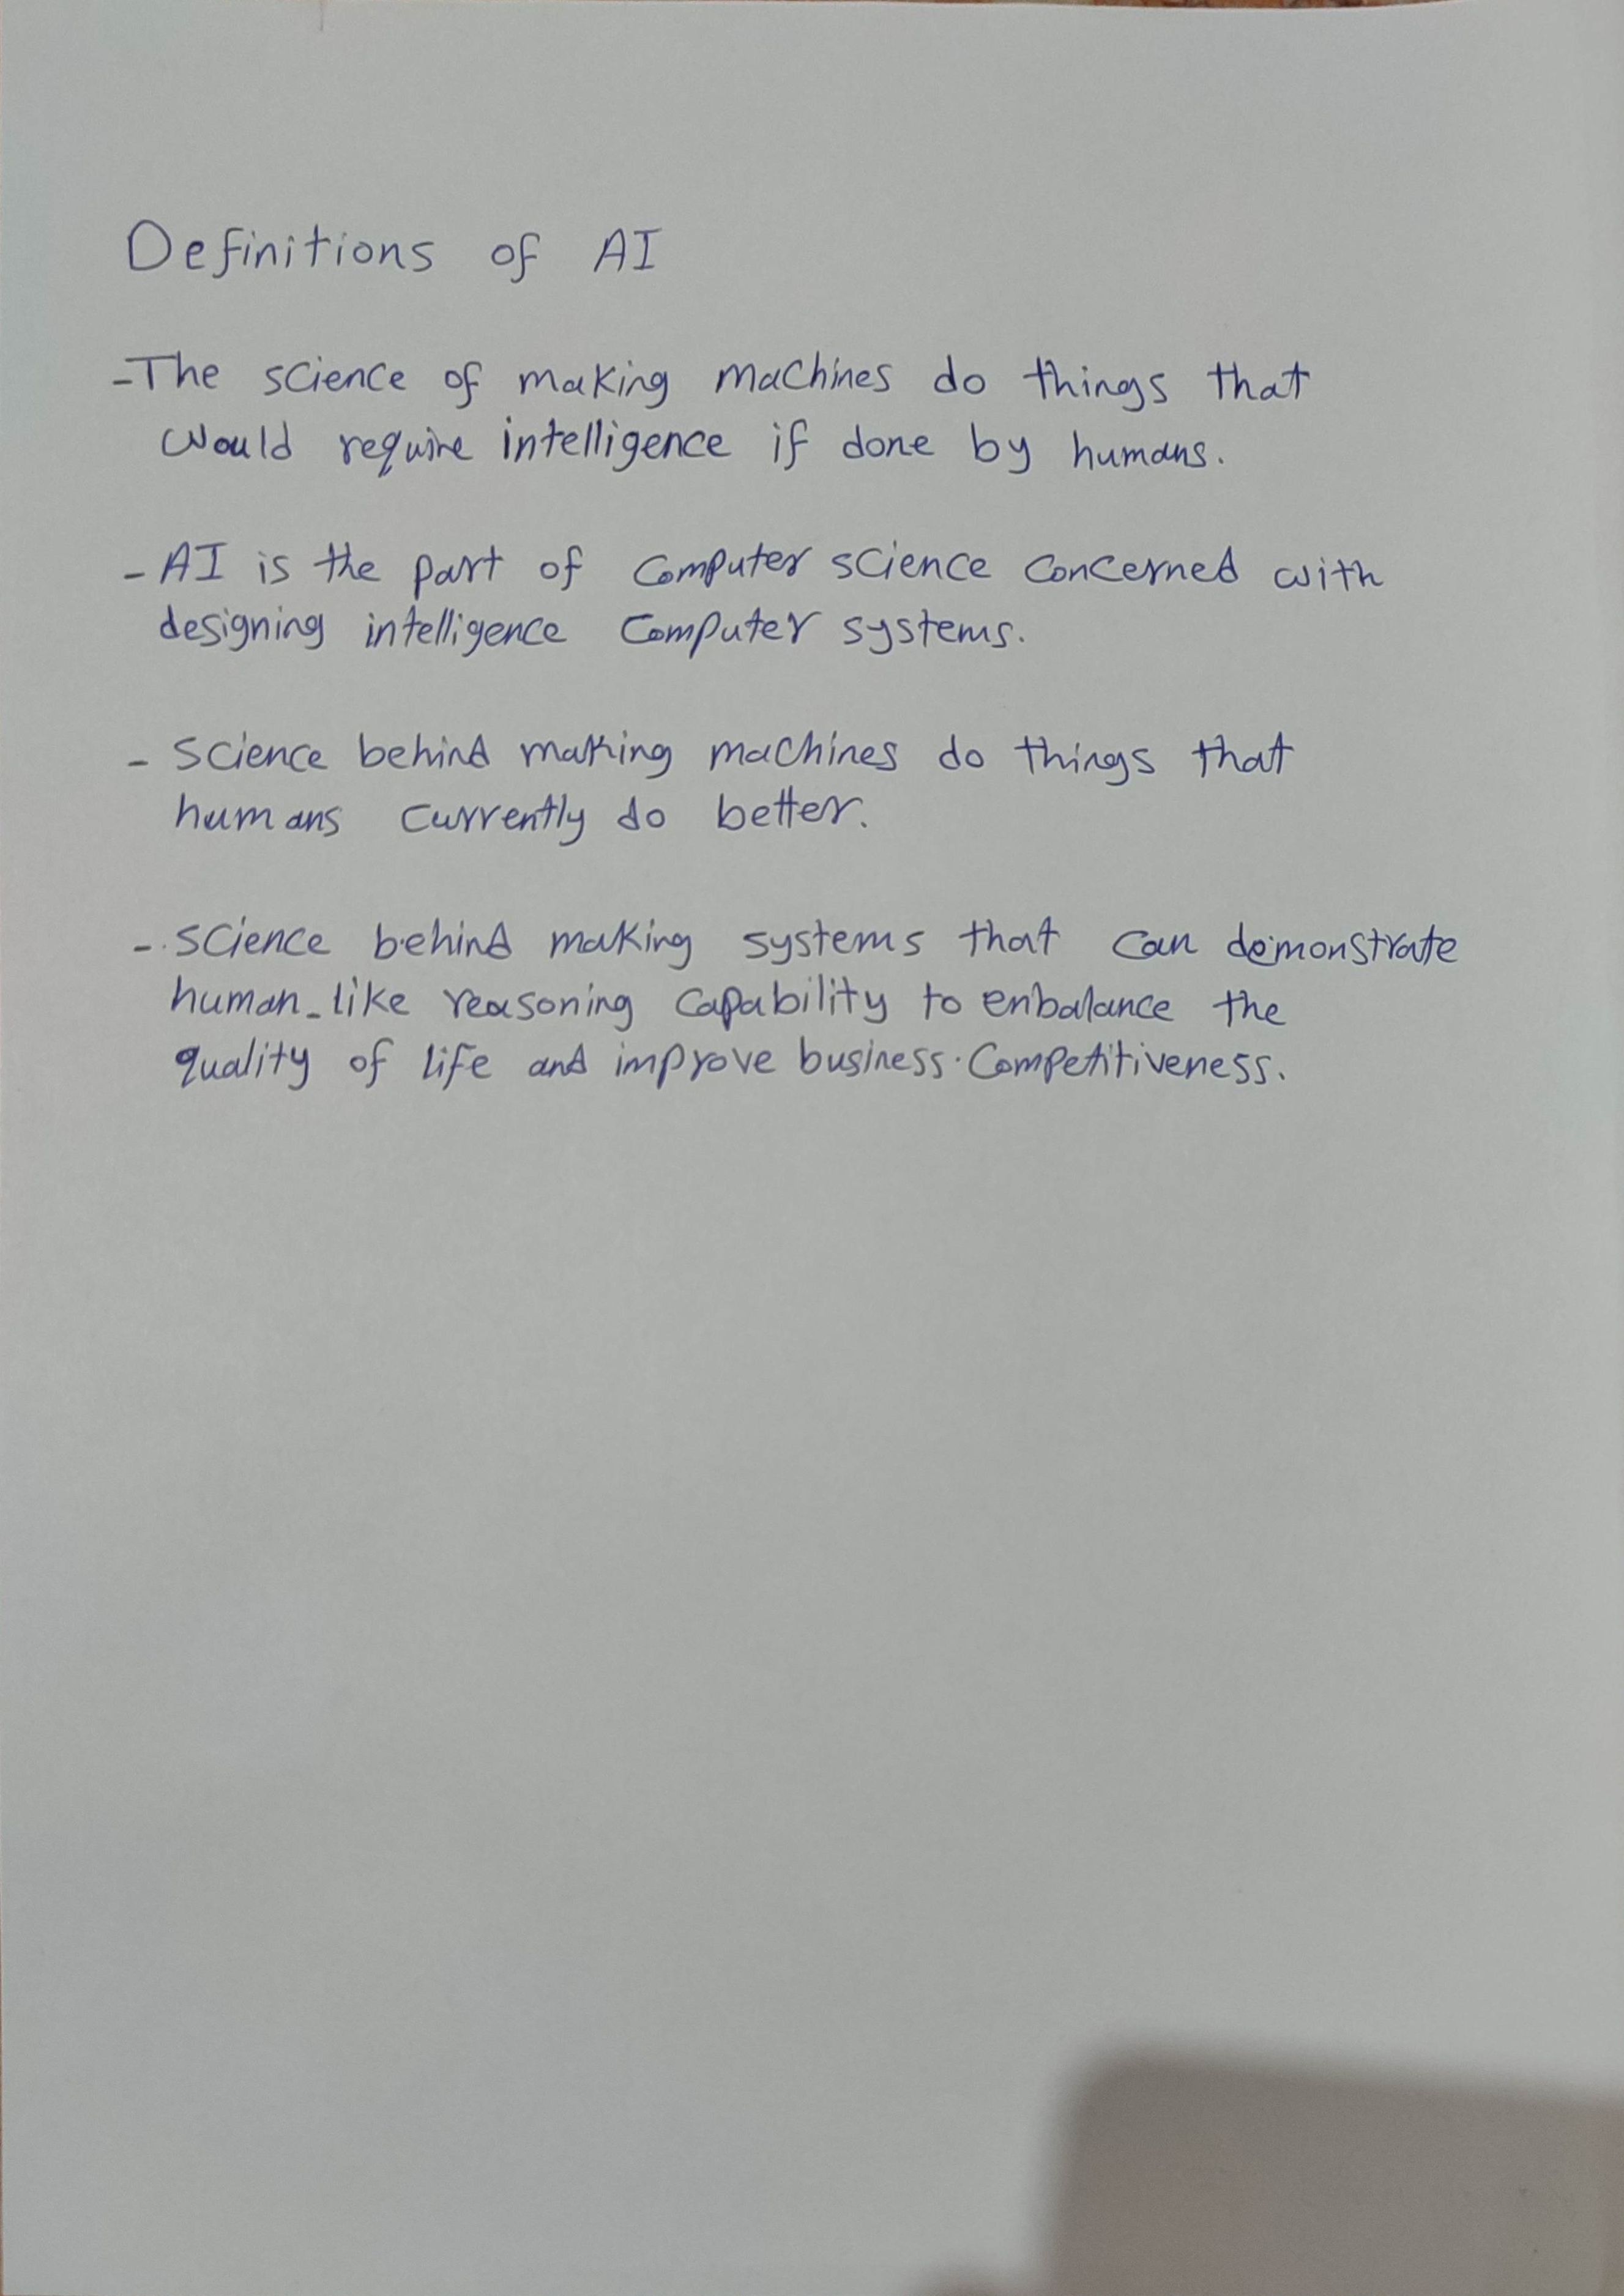 Definitions of AI
-The science of making machines do things that
would require intelligence if done by humans.
- AI is the part of computer science concerned with
designing intelligence computer systems.
- science behind making machines do things that
humans currently do better.
- science behind making systems that can demonstrate
human-like reasoning capability to enbalance the
quality of life and improve business competitiveness.